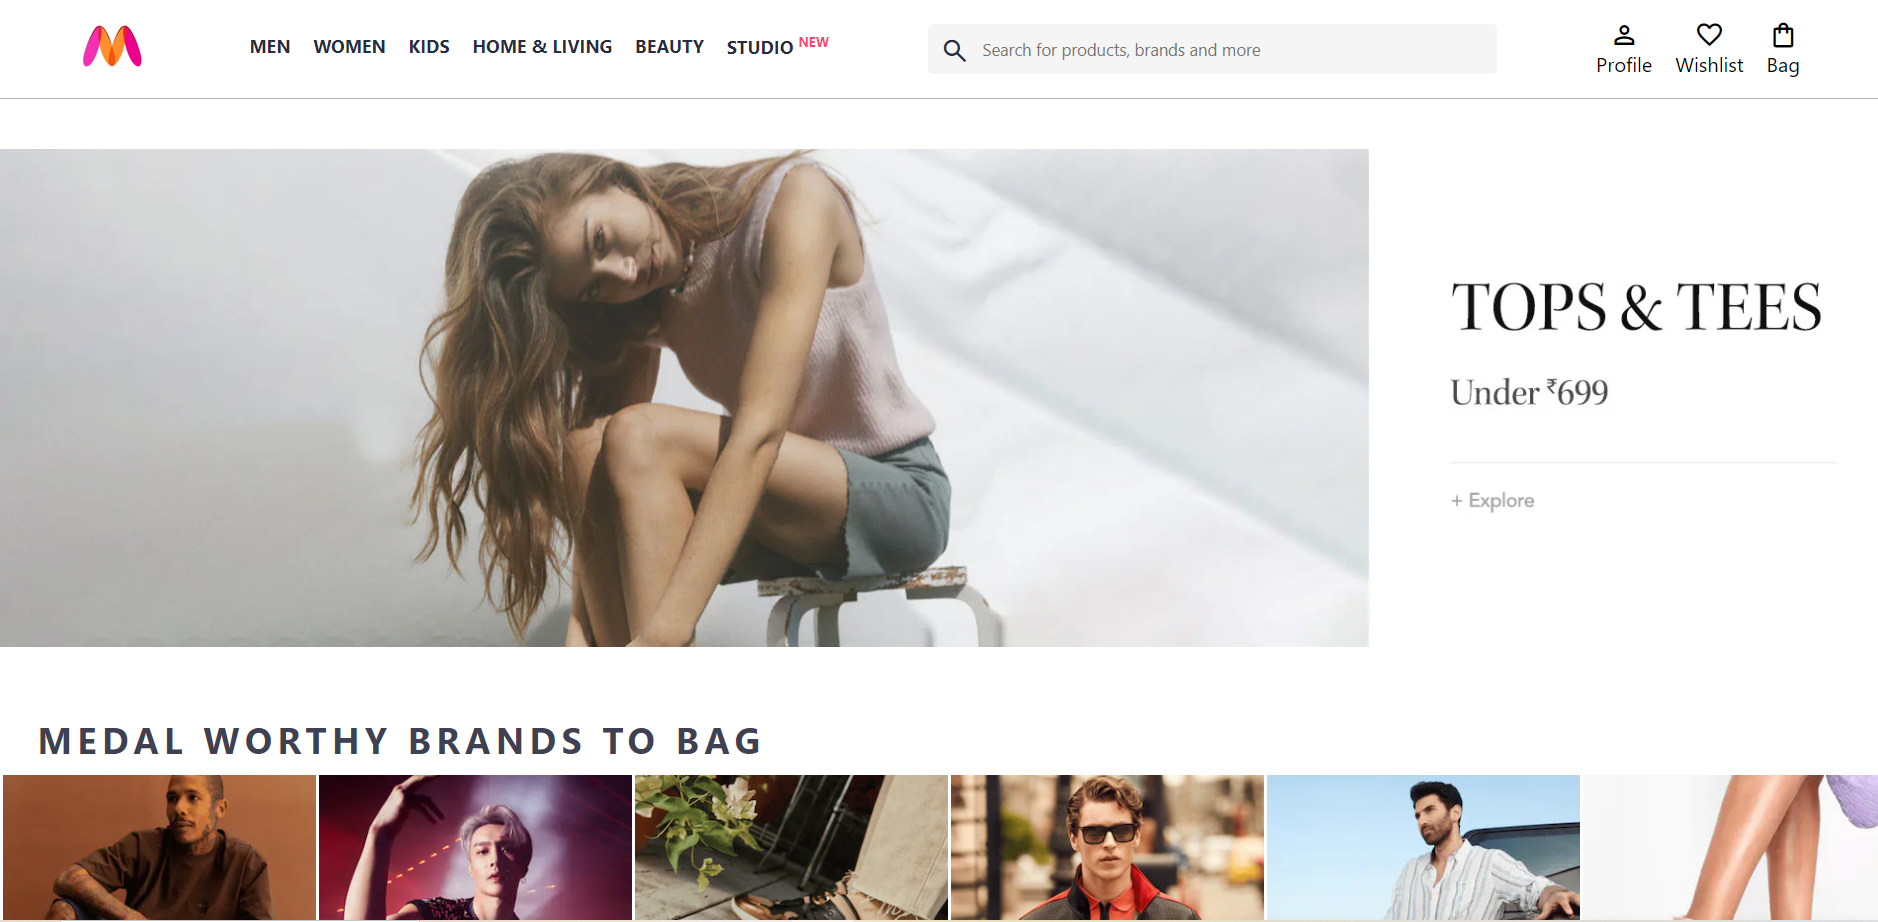 MEN WOMEN KIDS HOME & LIVING BEAUTY STUDIO NEW
Search for products, brands and more
Profile Wishlist Bag
TOPS & TEES
Under ₹699
+ Explore
MEDAL WORTHY BRANDS TO BAG